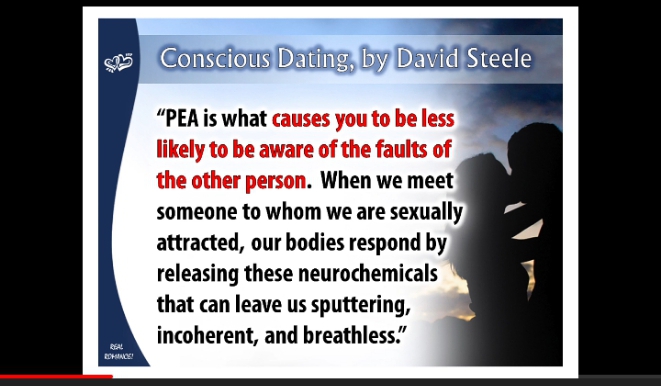 Conscious Dating, by David Steele
“PEA is what causes you to be less
likely to be aware of the faults of
the other person. When we meet
someone to whom we are sexually
attracted, our bodies respond by
releasing these neurochemicals
that can leave us sputtering,
incoherent, and breathless.”
REAL
ROMANCE!